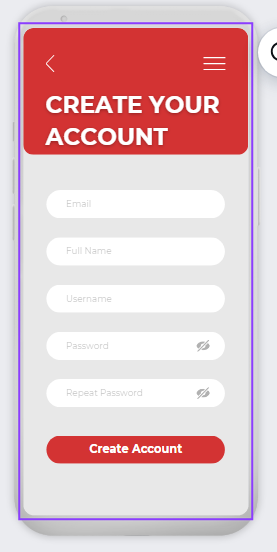 CREATE YOUR
ACCOUNT
Email
Full Name
Username
Password
Repeat Password
Create Account